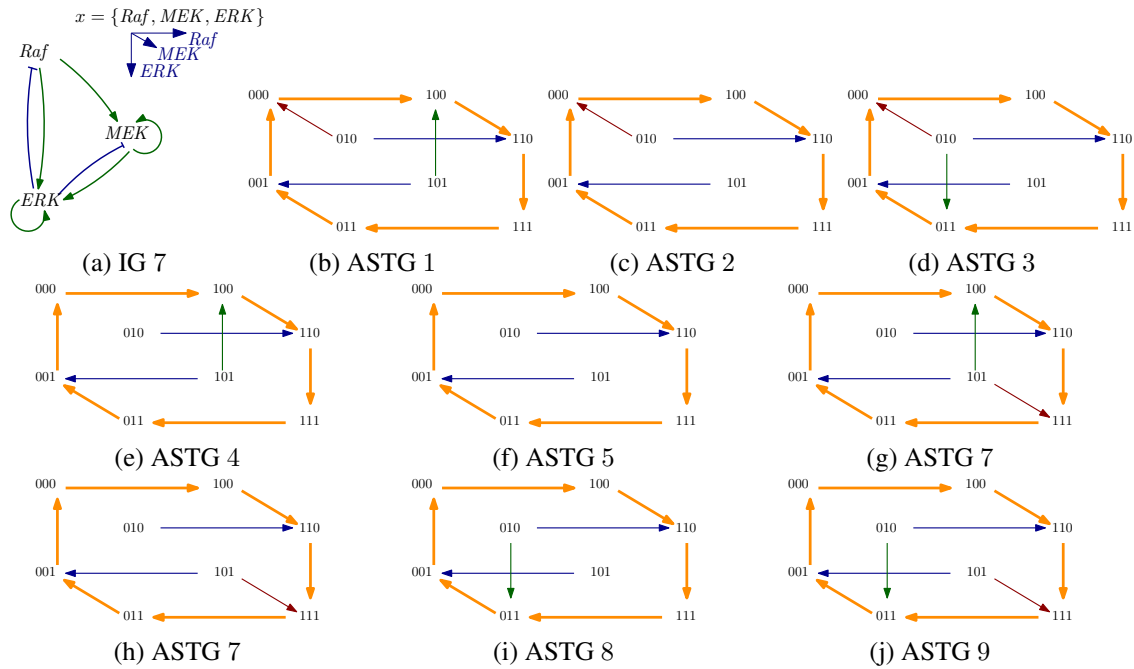 x = {Raf, MEK, ERK}
Raf
MEK
ERK
Raf
MEK
ERK
(a) IG 7
000 100
010 110
001 101
011 111
(b) ASTG 1
000 100
010 110
001 101
011 111
(c) ASTG 2
000 100
010 110
001 101
011 111
(d) ASTG 3
000 100
010 110
001 101
011 111
(e) ASTG 4
000 100
010 110
001 101
011 111
(f) ASTG 5
000 100
010 110
001 101
011 111
(g) ASTG 7
000 100
010 110
001 101
011 111
(h) ASTG 7
000 100
010 110
001 101
011 111
(i) ASTG 8
000 100
010 110
001 101
011 111
(j) ASTG 9